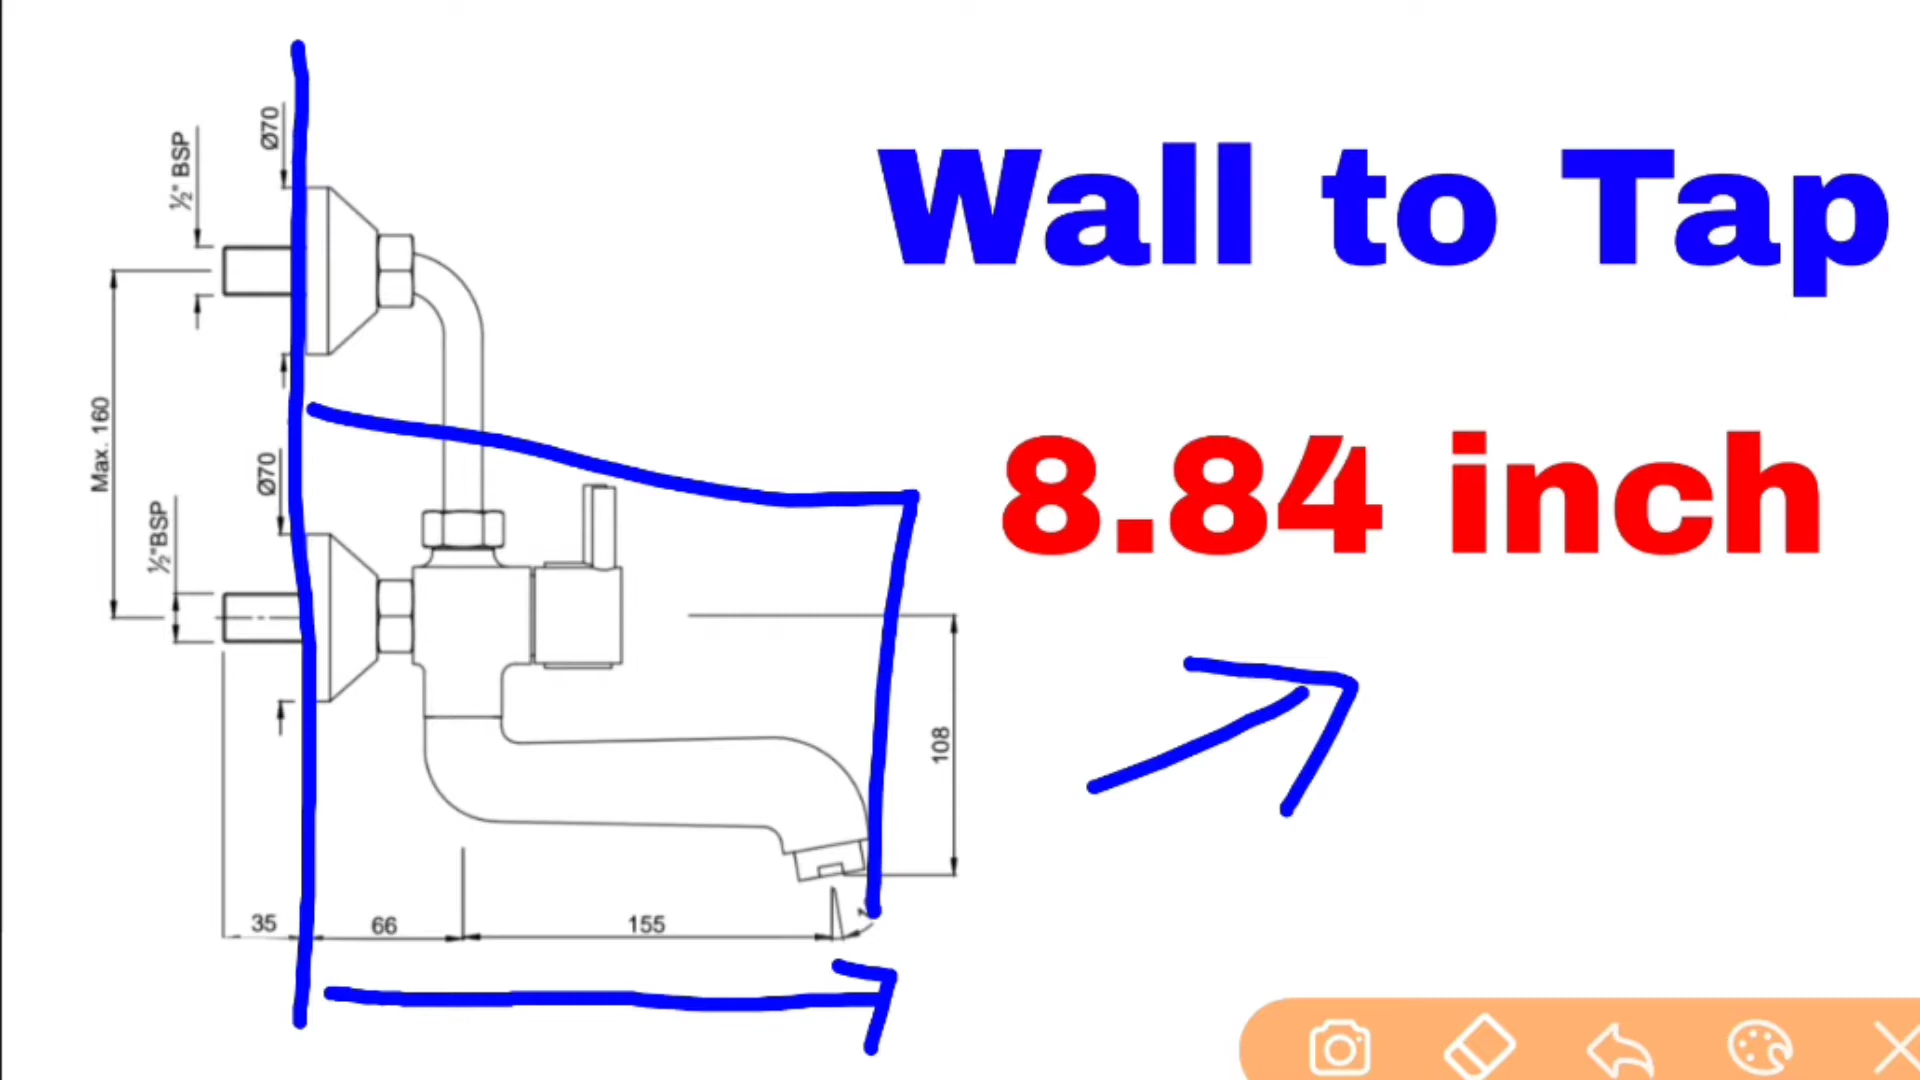 Wall to Tap
8.84 inch
Ø70
½" BSP
Max. 160
Ø70
½"BSP
108
35
66
155